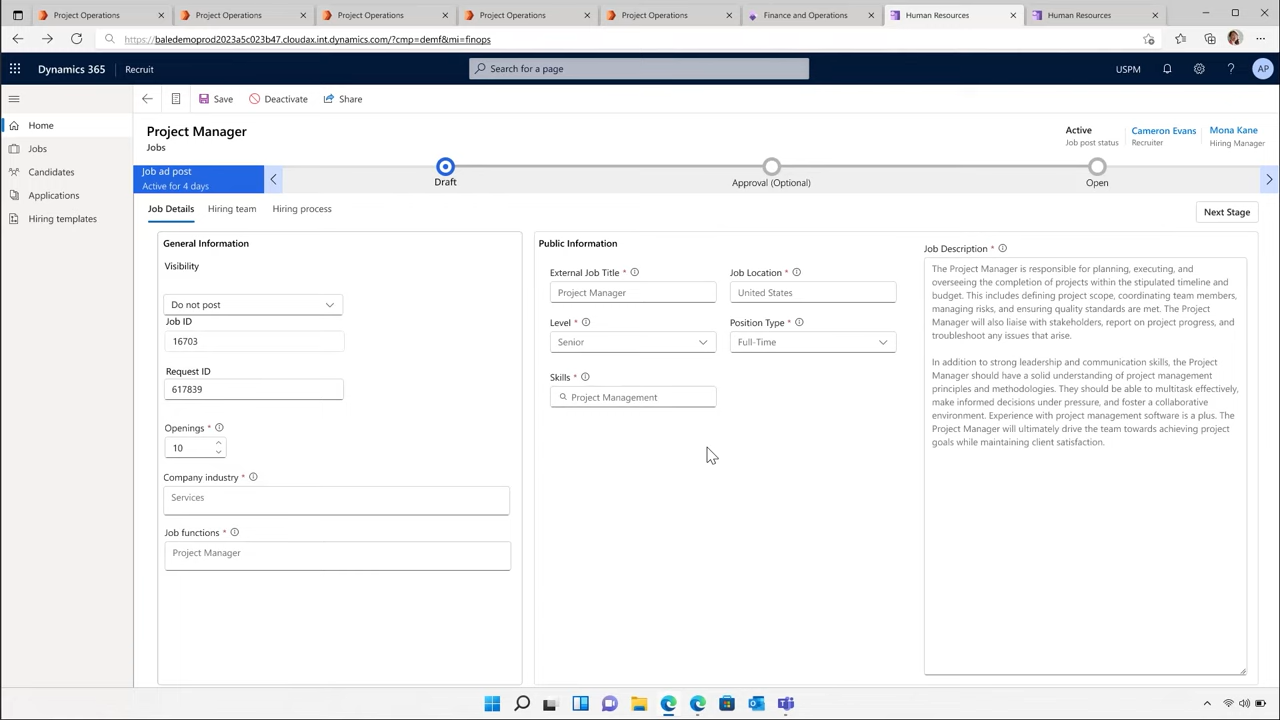 Project Operations
Project Operations
Project Operations
Project Operations
Project Operations
Finance and Operations
Human Resources
Human Resources
https://baledemoprod2023a5c023b47.cloudax.int.dynamics.com/?cmp=demf&mi=finops
Dynamics 365
Recruit
Search for a page
USPM
AP
Save
Deactivate
Share
Home
Jobs
Candidates
Applications
Hiring templates
Project Manager
Jobs
Active
Job post status
Cameron Evans
Recruiter
Mona Kane
Hiring Manager
Job ad post
Active for 4 days
Draft
Approval (Optional)
Open
Job Details
Hiring team
Hiring process
Next Stage
General Information
Visibility
Do not post
Job ID
16703
Request ID
617839
Openings *
10
Company industry *
Services
Job functions *
Project Manager
Public Information
External Job Title *
Project Manager
Job Location *
United States
Level *
Senior
Position Type *
Full-Time
Skills *
Project Management
Job Description *
The Project Manager is responsible for planning, executing, and
overseeing the completion of projects within the stipulated timeline and
budget. This includes defining project scope, coordinating team members,
managing risks, and ensuring quality standards are met. The Project
Manager will also liaise with stakeholders, report on project progress, and
troubleshoot any issues that arise.
In addition to strong leadership and communication skills, the Project
Manager should have a solid understanding of project management
principles and methodologies. They should be able to multitask effectively,
make informed decisions under pressure, and foster a collaborative
environment. Experience with project management software is a plus. The
Project Manager will ultimately drive the team towards achieving project
goals while maintaining client satisfaction.